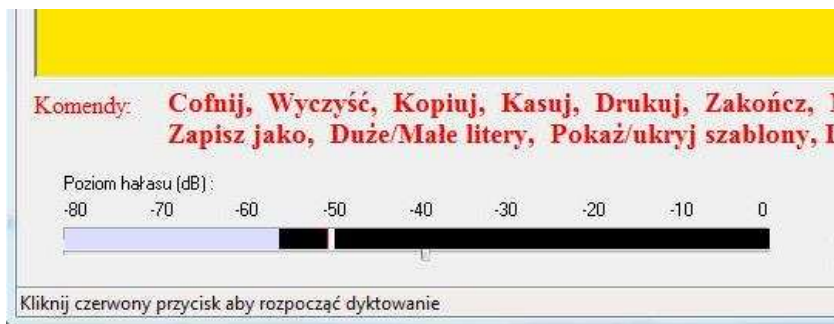 Komendy: Cofnij, Wyczyść, Kopiuj, Kasuj, Drukuj, Zakończ,
Zapisz jako, Duże/Małe litery, Pokaż/ukryj szablony,
Poziom hałasu (dB) :
-80 -70 -60 -50 -40 -30 -20 -10 0
Kliknij czerwony przycisk aby rozpocząć dyktowanie